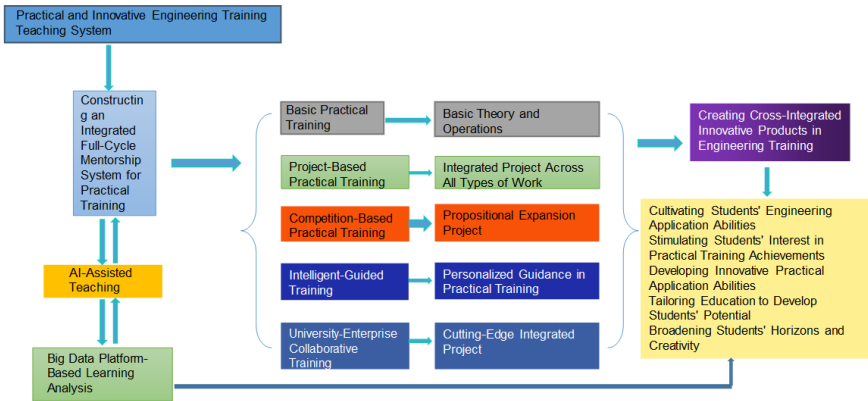 Practical and Innovative Engineering Training
Teaching System
Constructin
g an
Integrated
Full-Cycle
Mentorship
System for
Practical
Training
AI-Assisted
Teaching
Big Data Platform-
Based Learning
Analysis
Basic Practical
Training
Basic Theory and
Operations
Project-Based
Practical Training
Integrated Project Across
All Types of Work
Competition-Based
Practical Training
Propositional Expansion
Project
Intelligent-Guided
Training
Personalized Guidance in
Practical Training
University-Enterprise
Collaborative
Training
Cutting-Edge Integrated
Project
Creating Cross-Integrated
Innovative Products in
Engineering Training
Cultivating Students' Engineering
Application Abilities
Stimulating Students' Interest in
Practical Training Achievements
Developing Innovative Practical
Application Abilities
Tailoring Education to Develop
Students' Potential
Broadening Students' Horizons and
Creativity